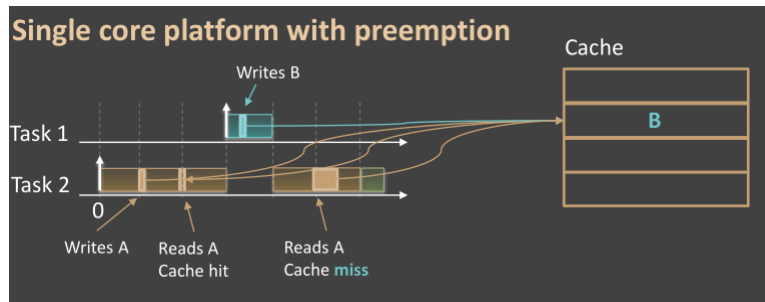 Single core platform with preemption
Cache
Writes B
Task 1
B
Task 2
0
Writes A
Reads A
Cache hit
Reads A
Cache miss